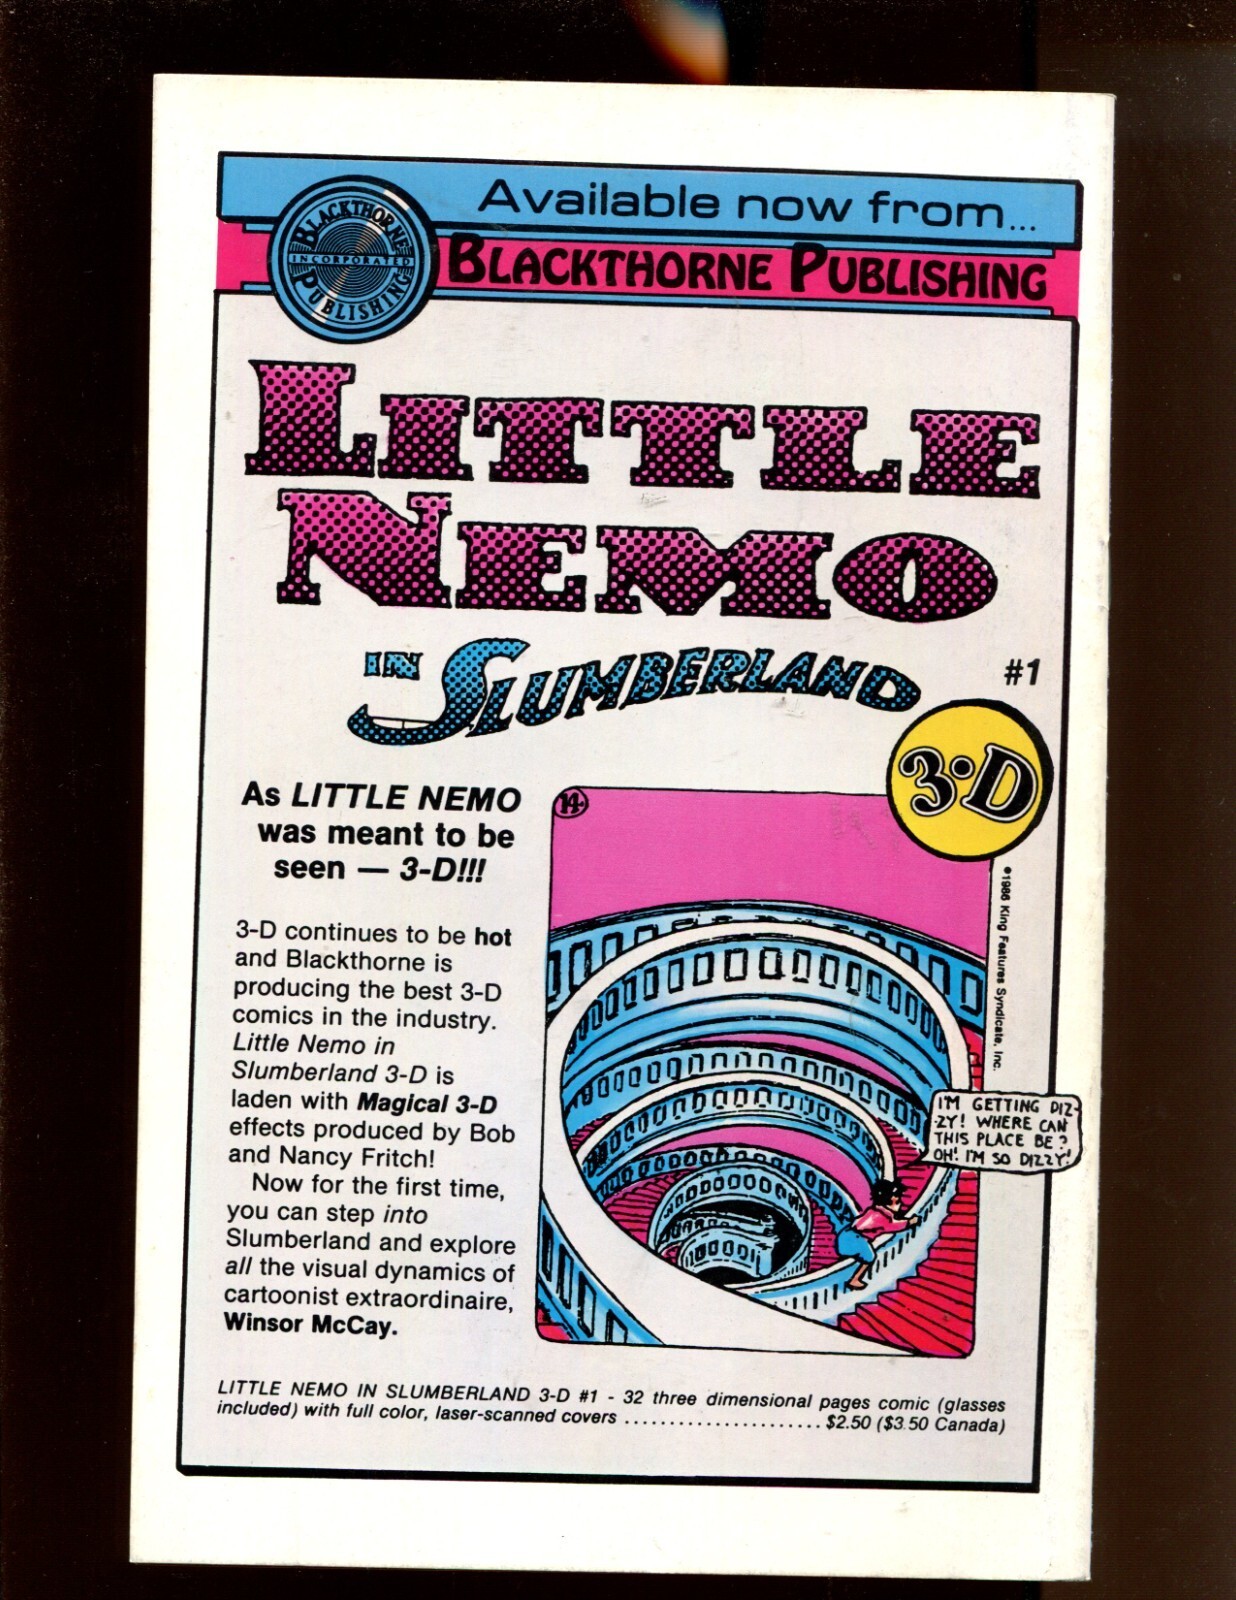 Available now from...
BLACKTHORNE
INCORPORATED
PUBLISHING
BLACKTHORNE PUBLISHING
LITTLE
NEMO
IN SLUMBERLAND
#1
3·D
As LITTLE NEMO
was meant to be
seen — 3-D!!!
3-D continues to be hot
and Blackthorne is
producing the best 3-D
comics in the industry.
Little Nemo in
Slumberland 3-D is
laden with Magical 3-D
effects produced by Bob
and Nancy Fritch!
Now for the first time,
you can step into
Slumberland and explore
all the visual dynamics of
cartoonist extraordinaire,
Winsor McCay.
14.
©1986 King Features Syndicate, Inc.
I'M GETTING DIZ-
ZY! WHERE CAN
THIS PLACE BE?
OH! I'M SO DIZZY!
LITTLE NEMO IN SLUMBERLAND 3-D #1 - 32 three dimensional pages comic (glasses
included) with full color, laser-scanned covers ...................... $2.50 ($3.50 Canada)